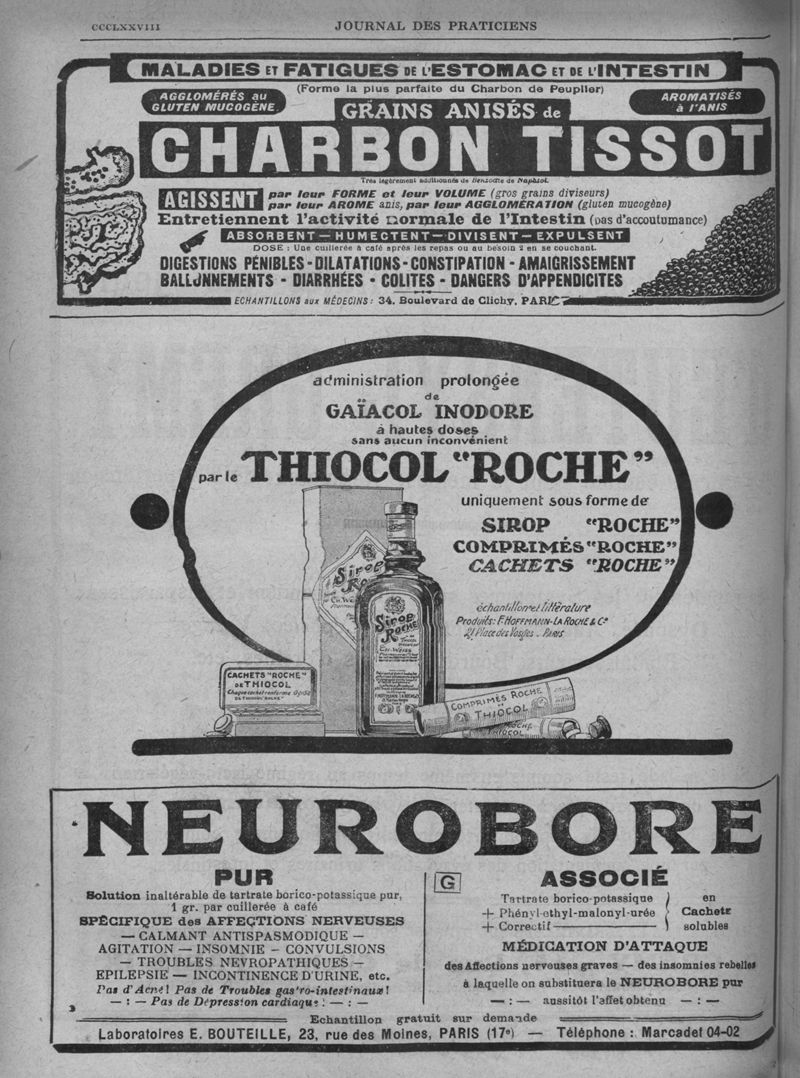 CCCLXXVIII
JOURNAL DES PRATICIENS
MALADIES ET FATIGUES DE L'ESTOMAC ET DE L'INTESTIN
(Forme la plus parfaite du Charbon de Peuplier)
AGGLOMÉRÉS au
GLUTEN MUCOGÈNE
GRAINS ANISÉS de
AROMATISÉS
à l'ANIS
CHARBON TISSOT
Très légèrement additionnés de Benzoate de Naphtol.
AGISSENT
par leur FORME et leur VOLUME (gros grains diviseurs)
par leur AROME anis, par leur AGGLOMÉRATION (gluten mucogène)
Entretiennent l'activité normale de l'Intestin (pas d'accoutumance)
ABSORBENT — HUMECTENT — DIVISENT — EXPULSENT
DOSE : Une cuillerée à café après les repas ou au besoin 2 en se couchant.
DIGESTIONS PÉNIBLES - DILATATIONS - CONSTIPATION - AMAIGRISSEMENT
BALLONNEMENTS - DIARRHÉES - COLITES - DANGERS D'APPENDICITES
ECHANTILLONS aux MÉDECINS : 34, Boulevard de Clichy, PARIS
administration prolongée
de
GAÏACOL INODORE
à hautes doses
sans aucun inconvénient
par le THIOCOL "ROCHE"
uniquement sous forme de
SIROP "ROCHE"
COMPRIMÉS "ROCHE"
CACHETS "ROCHE"
échantillon et littérature
Produits: F. HOFFMANN-LA ROCHE & Cº
21 Place des Vosges. PARIS
Sirop
Sirop
ROCHE
CACHETS "ROCHE"
DE THIOCOL
COMPRIMÉS ROCHE
THIOCOL
THIOCOL
NEUROBORE
PUR
Solution inaltérable de tartrate borico-potassique pur,
1 gr. par cuillerée à café
SPÉCIFIQUE des AFFECTIONS NERVEUSES
— CALMANT ANTISPASMODIQUE —
AGITATION — INSOMNIE — CONVULSIONS
— TROUBLES NEVROPATHIQUES —
EPILEPSIE — INCONTINENCE D'URINE, etc.
Pas d'Acné ! Pas de Troubles gastro-intestinaux !
— : — Pas de Dépression cardiaque ! — : —
G
ASSOCIÉ
Tartrate borico-potassique
+ Phényl-ethyl-malonyl-urée
+ Correctif
en
Cachets
solubles
MÉDICATION D'ATTAQUE
des Affections nerveuses graves — des insomnies rebelles
à laquelle on substituera le NEUROBORE pur
— : — aussitôt l'effet obtenu — : —
Echantillon gratuit sur demande
Laboratoires E. BOUTEILLE, 23, rue des Moines, PARIS (17e) — Téléphone : Marcadet 04-02